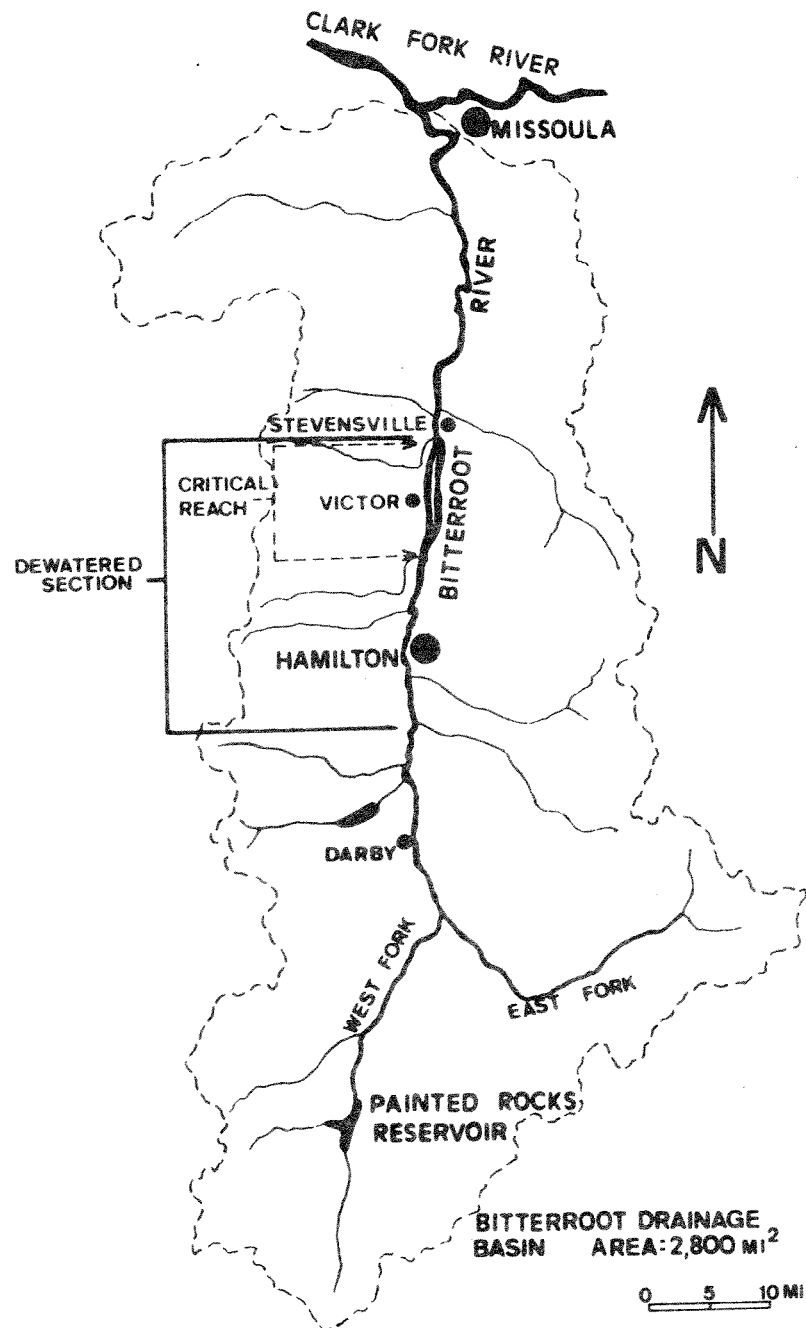 CLARK FORK RIVER
MISSOULA
RIVER
STEVENSVILLE
CRITICAL
REACH
VICTOR
BITTERROOT
DEWATERED
SECTION
N
HAMILTON
DARBY
WEST FORK
EAST FORK
PAINTED ROCKS
RESERVOIR
BITTERROOT DRAINAGE
BASIN AREA: 2,800 MI²
0 5 10 MI